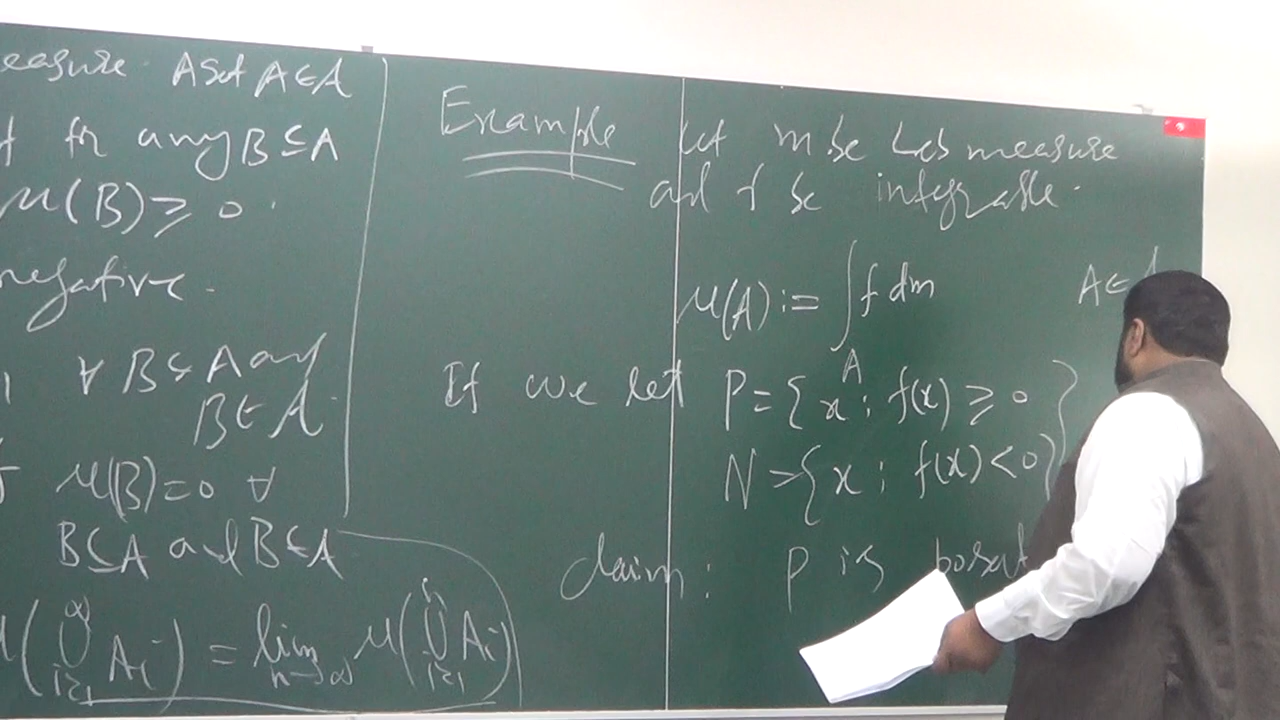 measure. A Set A ∈ A
for any B ⊆ A
μ(B) ≥ 0.
negative.
∀ B ⊆ A and
B ∈ A.
μ(B) = 0 ∀
B ⊆ A and B ∈ A
μ(∪_{i=1}^∞ A_i) = lim_{n→∞} μ(∪_{i=1}^n A_i)
Example let m be Leb measure
and f be integrable.
μ(A) := ∫_A f dm A ∈
If we let P = {x : f(x) ≥ 0}
N = {x : f(x) < 0}
claim : P is